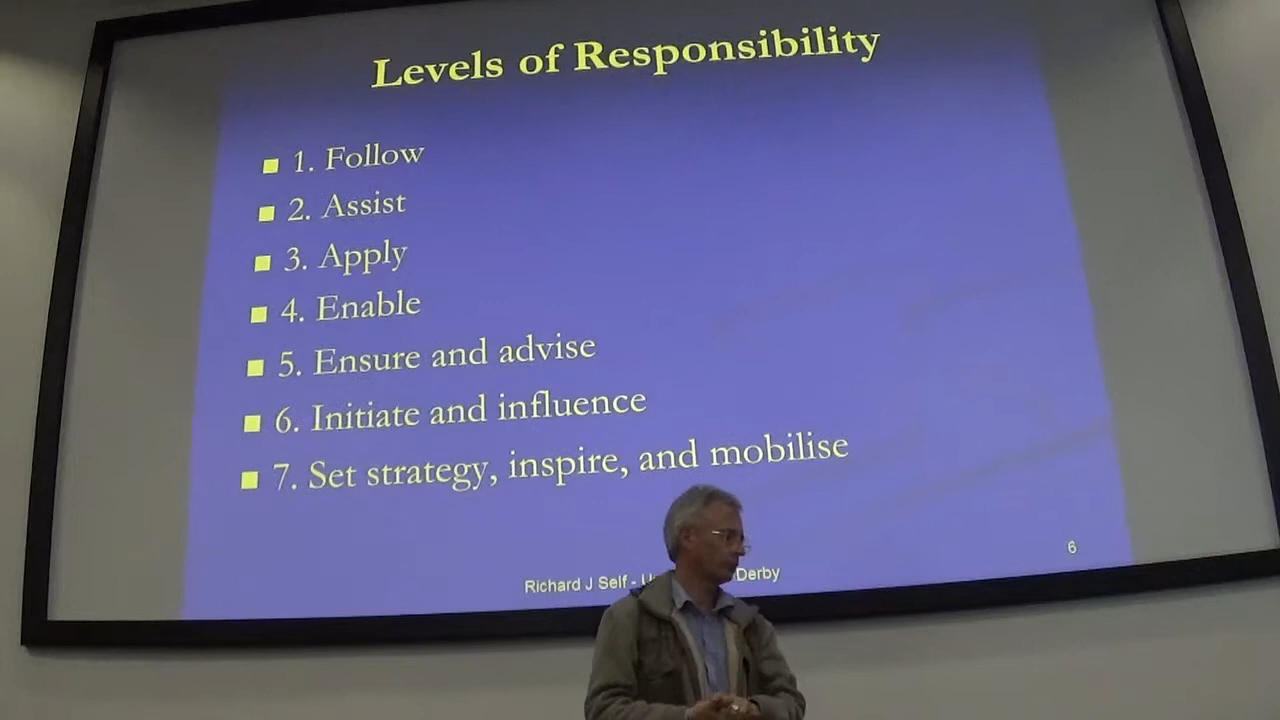 Levels of Responsibility
1. Follow
2. Assist
3. Apply
4. Enable
5. Ensure and advise
6. Initiate and influence
7. Set strategy, inspire, and mobilise
6
Richard J Self - Derby